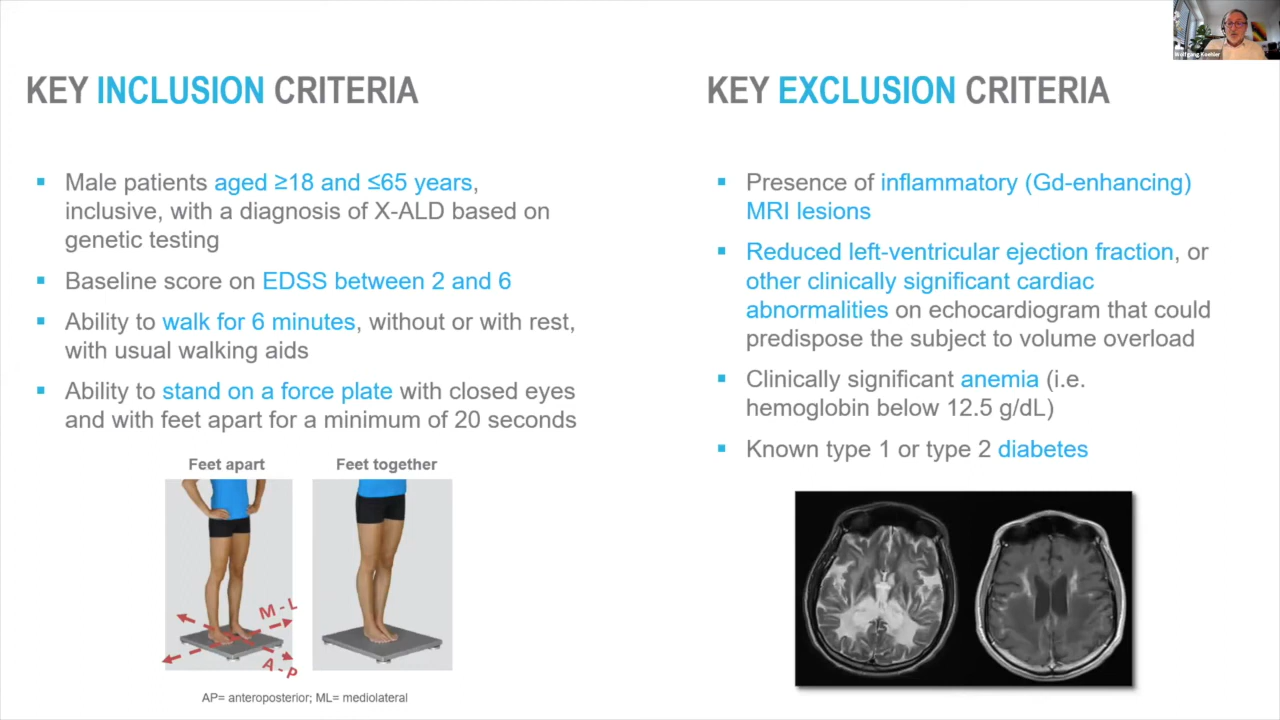 Wolfgang Koehler
KEY INCLUSION CRITERIA
▪ Male patients aged ≥18 and ≤65 years,
inclusive, with a diagnosis of X-ALD based on
genetic testing
▪ Baseline score on EDSS between 2 and 6
▪ Ability to walk for 6 minutes, without or with rest,
with usual walking aids
▪ Ability to stand on a force plate with closed eyes
and with feet apart for a minimum of 20 seconds
Feet apart
Feet together
M - L
A - P
AP= anteroposterior; ML= mediolateral
KEY EXCLUSION CRITERIA
▪ Presence of inflammatory (Gd-enhancing)
MRI lesions
▪ Reduced left-ventricular ejection fraction, or
other clinically significant cardiac
abnormalities on echocardiogram that could
predispose the subject to volume overload
▪ Clinically significant anemia (i.e.
hemoglobin below 12.5 g/dL)
▪ Known type 1 or type 2 diabetes